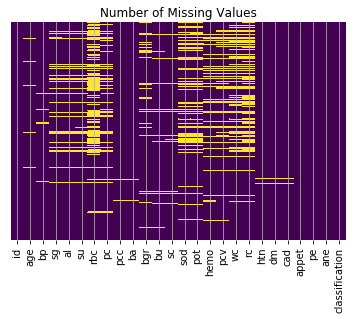 Number of Missing Values
id
age
bp
sg
al
su
rbc
pc
pcc
ba
bgr
bu
sc
sod
pot
hemo
pcv
wc
rc
htn
dm
cad
appet
pe
ane
classification